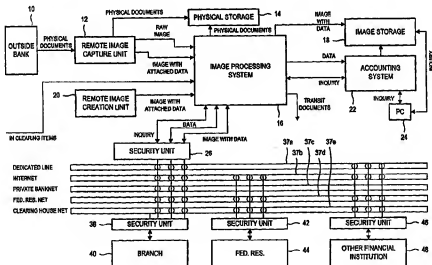 10
OUTSIDE
BANK
PHYSICAL
DOCUMENTS
12
REMOTE IMAGE
CAPTURE UNIT
PHYSICAL DOCUMENTS
RAW
IMAGE
IMAGE WITH
ATTACHED DATA
PHYSICAL STORAGE
14
PHYSICAL DOCUMENTS
IMAGE
WITH
DATA
IMAGE STORAGE
18
IMAGE PROCESSING
SYSTEM
16
DATA
INQUIRY
ACCOUNTING
SYSTEM
22
INQUIRY
INQUIRY
PC
24
20
REMOTE IMAGE
CREATION UNIT
IMAGE WITH
ATTACHED DATA
TRANSIT
DOCUMENTS
IN CLEARING ITEMS
INQUIRY
DATA
IMAGE WITH DATA
SECURITY UNIT
26
37a
37b
37c
37d
37e
DEDICATED LINE
INTERNET
PRIVATE BANKNET
FED. RES. NET
CLEARING HOUSE NET
38
SECURITY UNIT
SECURITY UNIT
42
SECURITY UNIT
46
40
BRANCH
FED. RES.
44
OTHER FINANCIAL
INSTITUTION
48